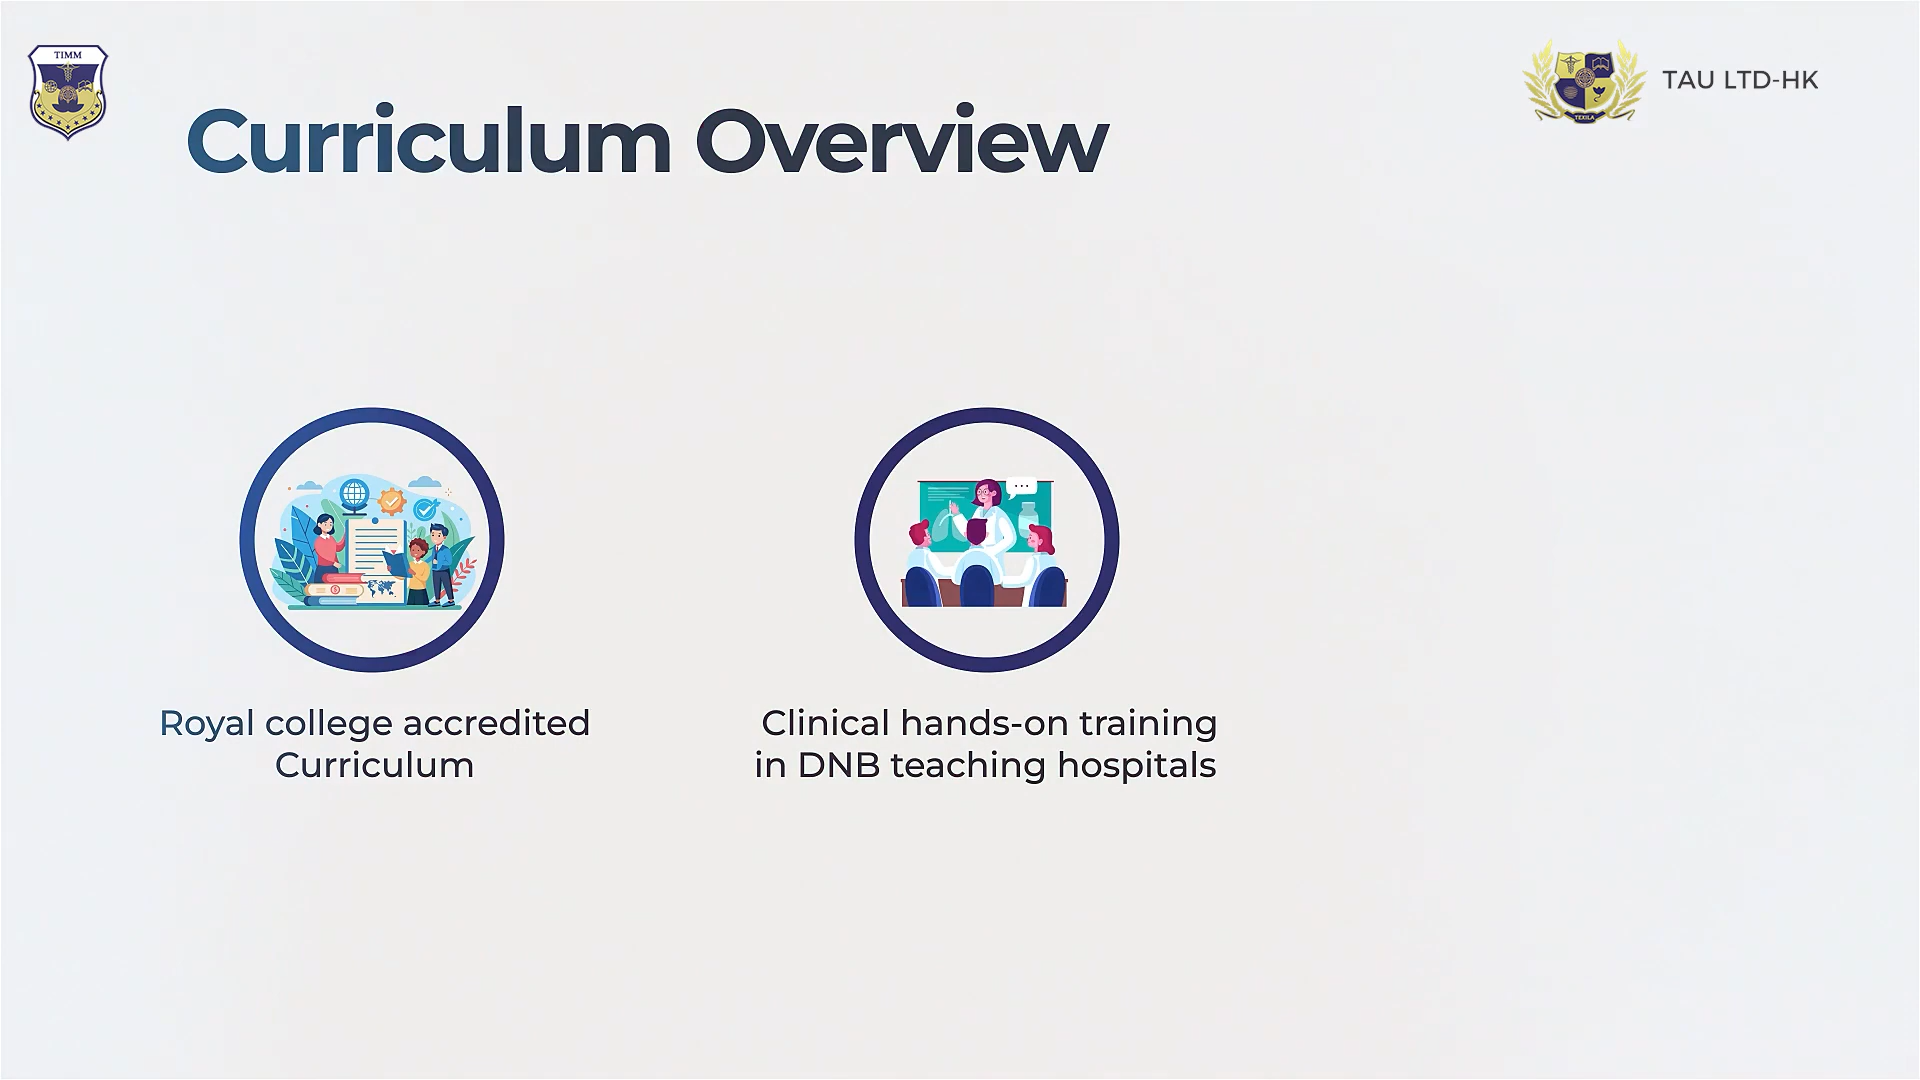 TIMM
TEXILA
TAU LTD-HK
Curriculum Overview
Royal college accredited
Curriculum
Clinical hands-on training
in DNB teaching hospitals